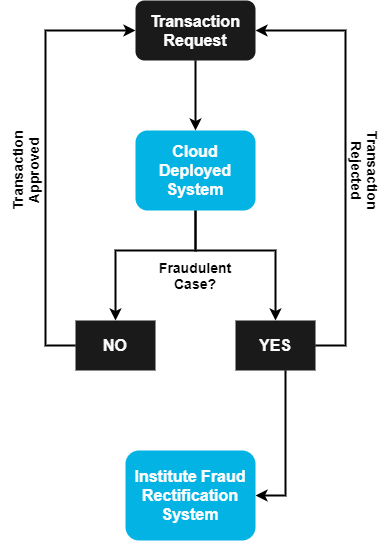 Transaction
Request
Transaction
Approved
Transaction
Rejected
Cloud
Deployed
System
Fraudulent
Case?
NO
YES
Institute Fraud
Rectification
System